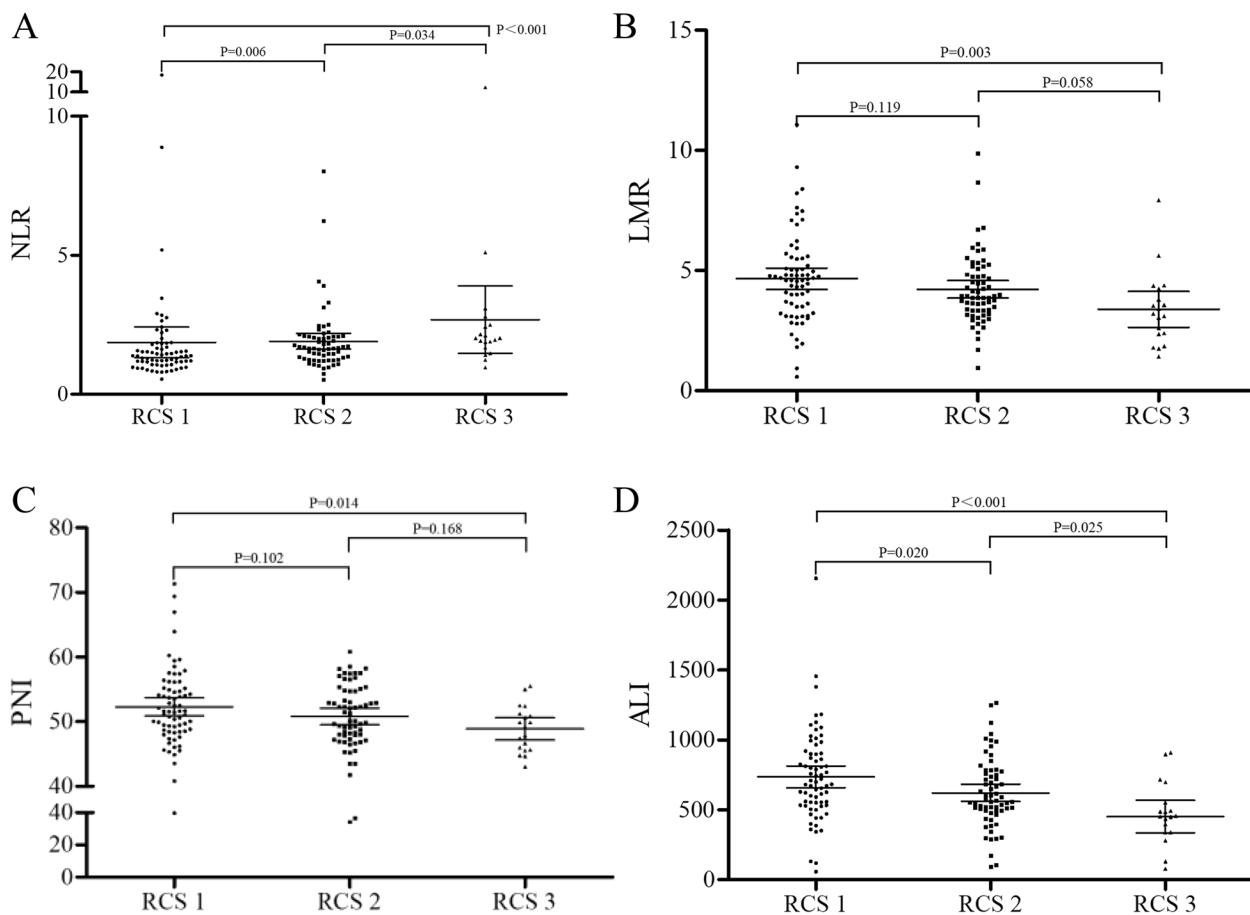 A
P<0.001
P=0.034
P=0.006
NLR
20
10
10
5
0
RCS 1
RCS 2
RCS 3
B
P=0.003
P=0.058
P=0.119
LMR
15
10
5
0
RCS 1
RCS 2
RCS 3
C
P=0.014
P=0.168
P=0.102
PNI
80
70
60
50
40
40
20
0
RCS 1
RCS 2
RCS 3
D
P<0.001
P=0.025
P=0.020
ALI
2500
2000
1500
1000
500
0
RCS 1
RCS 2
RCS 3